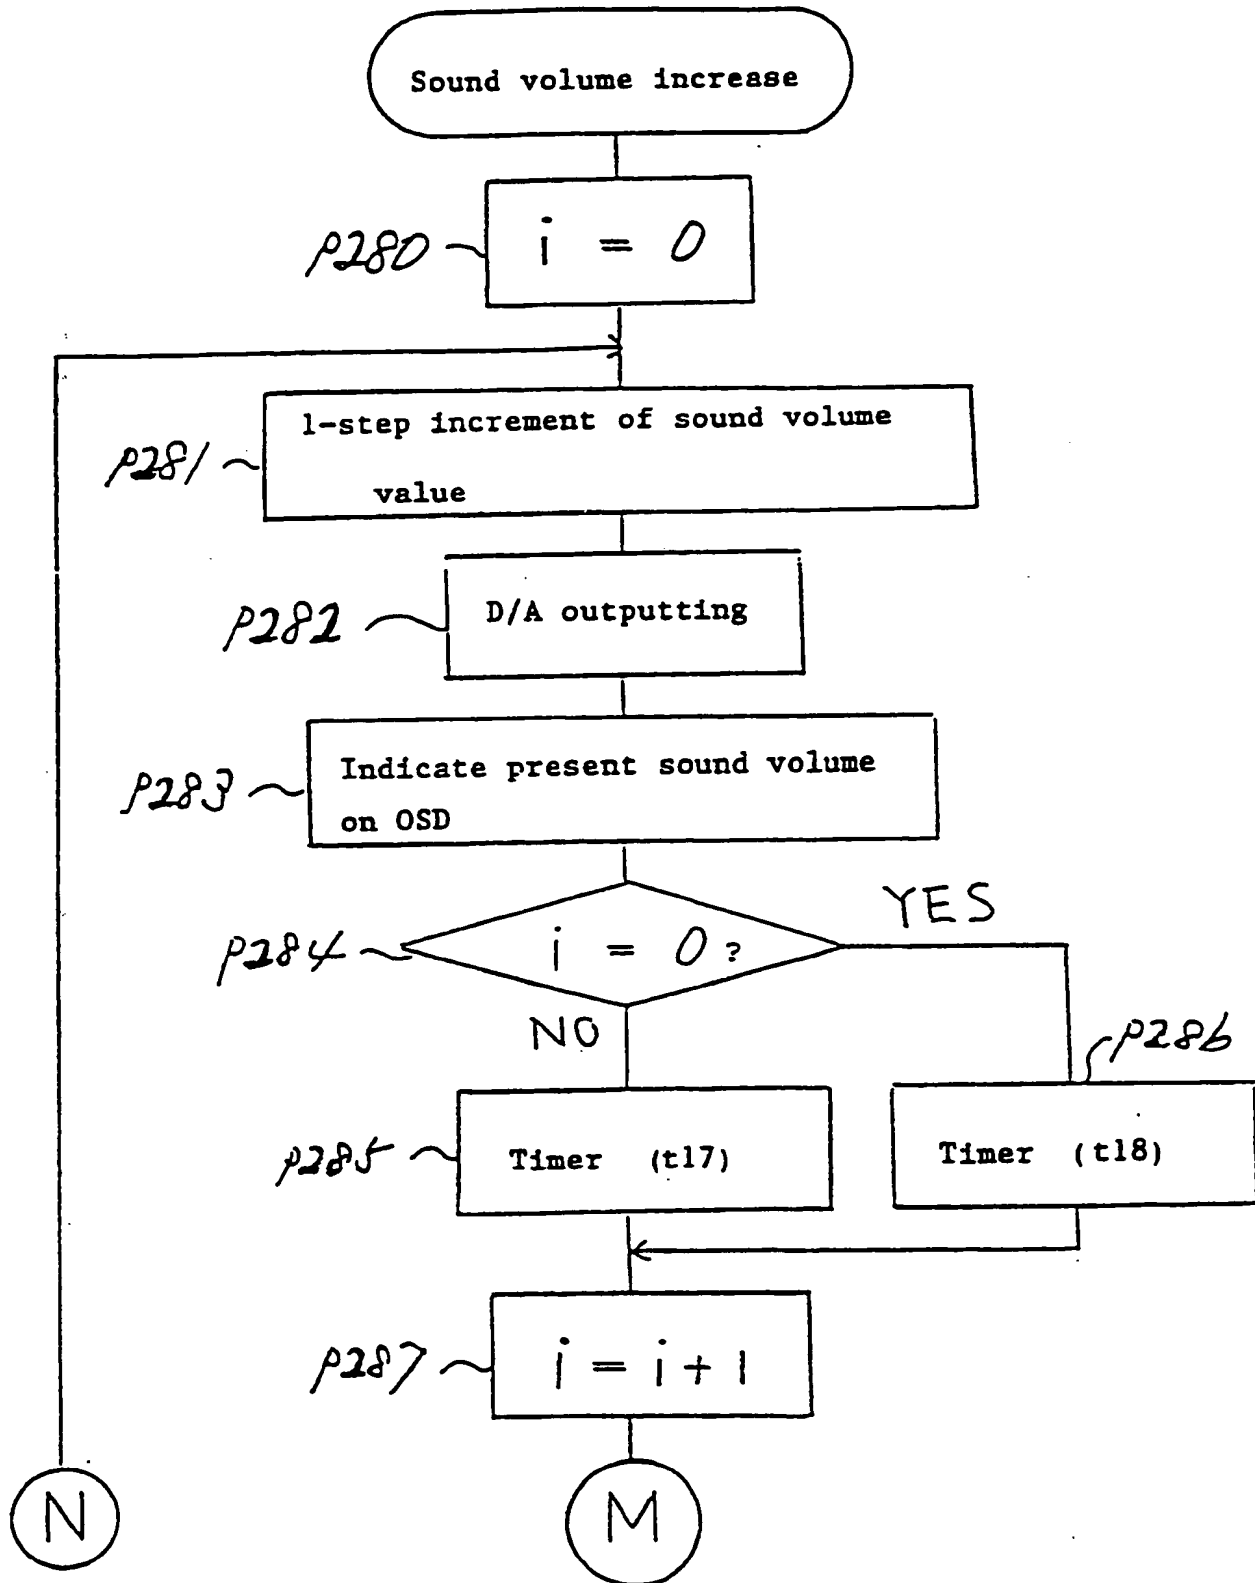 Sound volume increase
P280
i = 0
1-step increment of sound volume
P281
value
D/A outputting
P282
Indicate present sound volume
P283
on OSD
YES
P284
i = 0 ?
NO
P286
P285
Timer (t17)
Timer (t18)
P287
i = i + 1
N
M